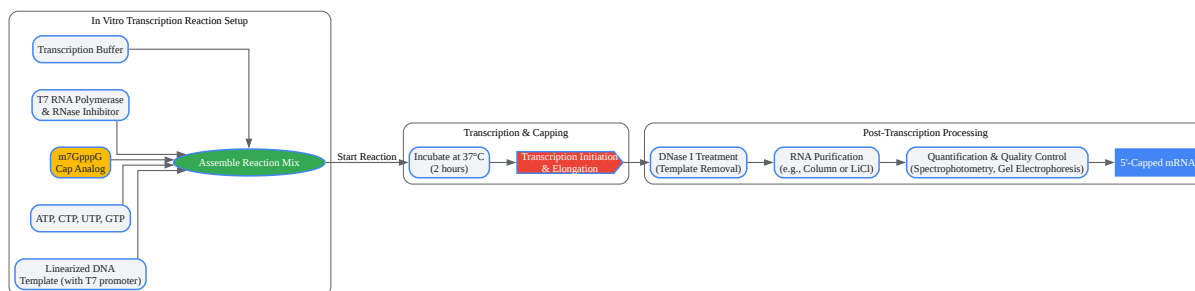 In Vitro Transcription Reaction Setup
Transcription Buffer
T7 RNA Polymerase
& RNase Inhibitor
m7GpppG
Cap Analog
ATP, CTP, UTP, GTP
Linearized DNA
Template (with T7 promoter)
Assemble Reaction Mix
Start Reaction
Transcription & Capping
Incubate at 37°C
(2 hours)
Transcription Initiation
& Elongation
Post-Transcription Processing
DNase I Treatment
(Template Removal)
RNA Purification
(e.g., Column or LiCl)
Quantification & Quality Control
(Spectrophotometry, Gel Electrophoresis)
5'-Capped mRNA